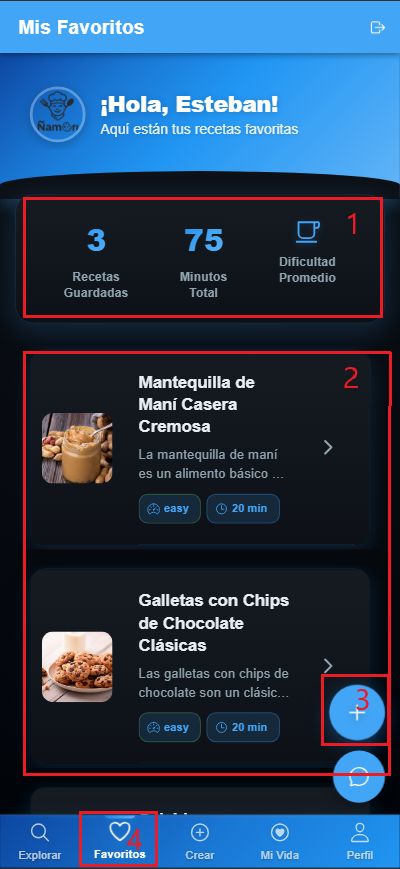 Mis Favoritos
¡Hola, Esteban!
Aquí están tus recetas favoritas
Ñamñn
1
3
75
Recetas
Guardadas
Minutos
Total
Dificultad
Promedio
2
Mantequilla de
Maní Casera
Cremosa
La mantequilla de maní
es un alimento básico ...
easy
20 min
Galletas con Chips
de Chocolate
Clásicas
Las galletas con chips de
chocolate son un clásic...
3
easy
20 min
4
Explorar
Favoritos
Crear
Mi Vida
Perfil